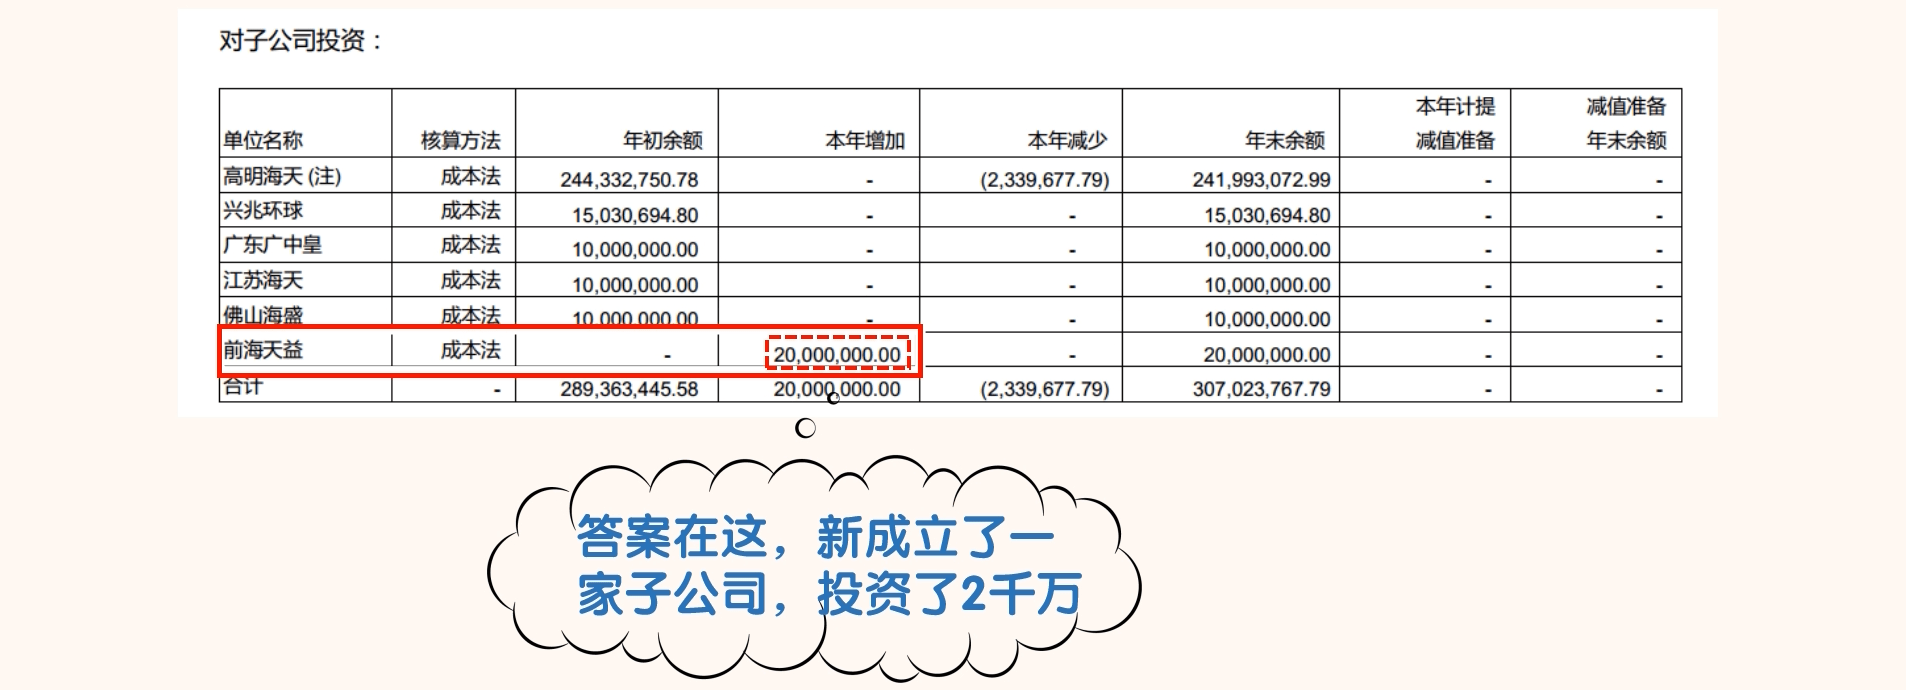 对子公司投资：
单位名称 核算方法 年初余额 本年增加 本年减少 年末余额 本年计提减值准备 减值准备年末余额
高明海天 (注) 成本法 244,332,750.78 - (2,339,677.79) 241,993,072.99 - -
兴兆环球 成本法 15,030,694.80 - - 15,030,694.80 - -
广东广中皇 成本法 10,000,000.00 - - 10,000,000.00 - -
江苏海天 成本法 10,000,000.00 - - 10,000,000.00 - -
佛山海盛 成本法 10,000,000.00 - - 10,000,000.00 - -
前海天益 成本法 - 20,000,000.00 - 20,000,000.00 - -
合计 - 289,363,445.58 20,000,000.00 (2,339,677.79) 307,023,767.79 - -
答案在这，新成立了一
家子公司，投资了2千万